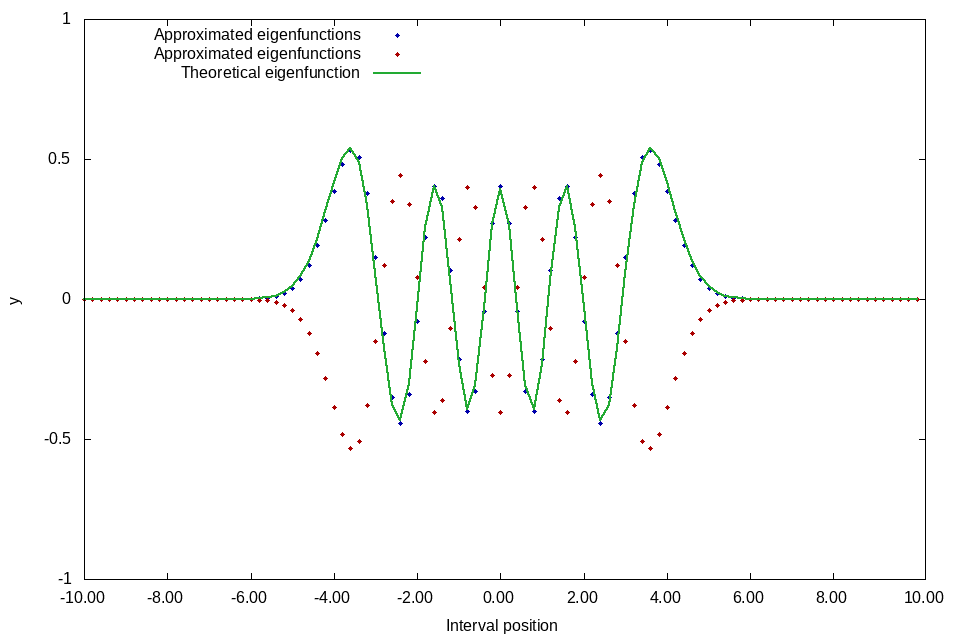 1
Approximated eigenfunctions
Approximated eigenfunctions
Theoretical eigenfunction
0.5
y
0
-0.5
-1
-10.00 -8.00 -6.00 -4.00 -2.00 0.00 2.00 4.00 6.00 8.00 10.00
Interval position